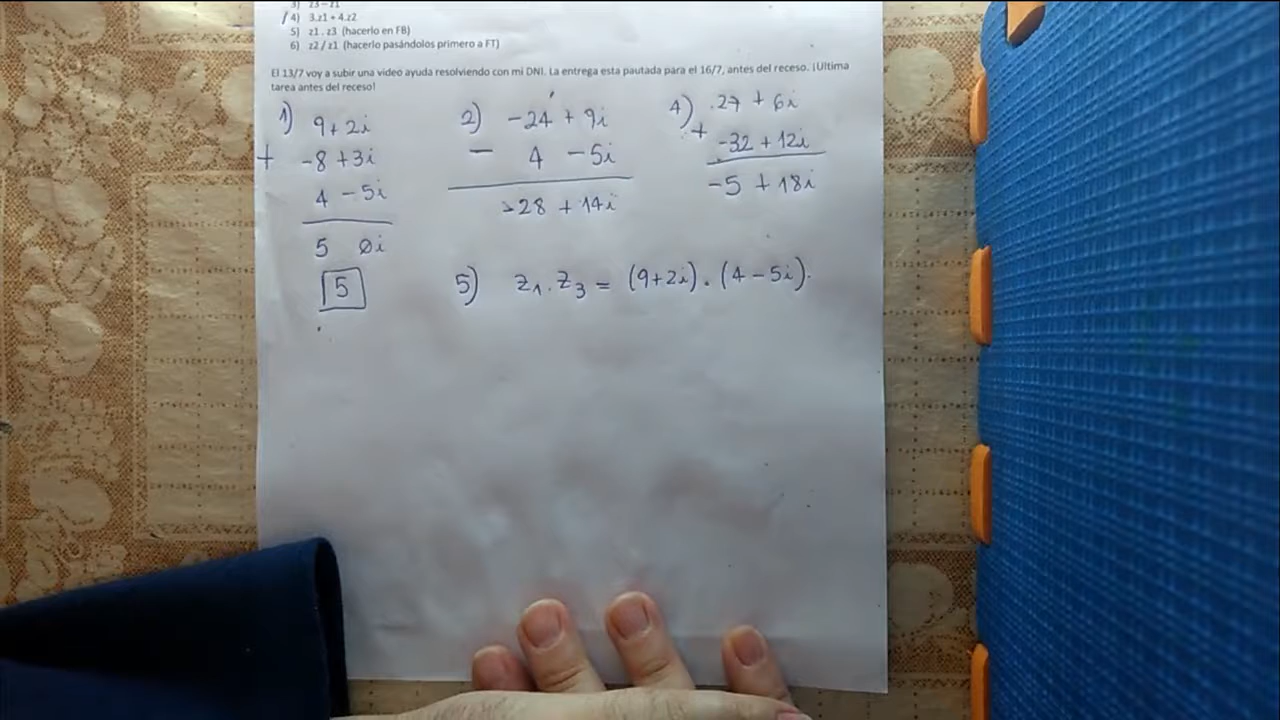 3) z3 – z1
/ 4) 3.z1 + 4.z2
5) z1 . z3 (hacerlo en FB)
6) z2 / z1 (hacerlo pasándolos primero a FT)
El 13/7 voy a subir una video ayuda resolviendo con mi DNI. La entrega esta pautada para el 16/7, antes del receso. ¡Ultima
tarea antes del receso!
1) 9 + 2i
+ -8 + 3i
4 - 5i
5 0i
5
2) -24 + 9i
- 4 - 5i
-28 + 14i
4) 27 + 6i
+ -32 + 12i
-5 + 18i
5) z1 . z3 = (9+2i) . (4-5i)